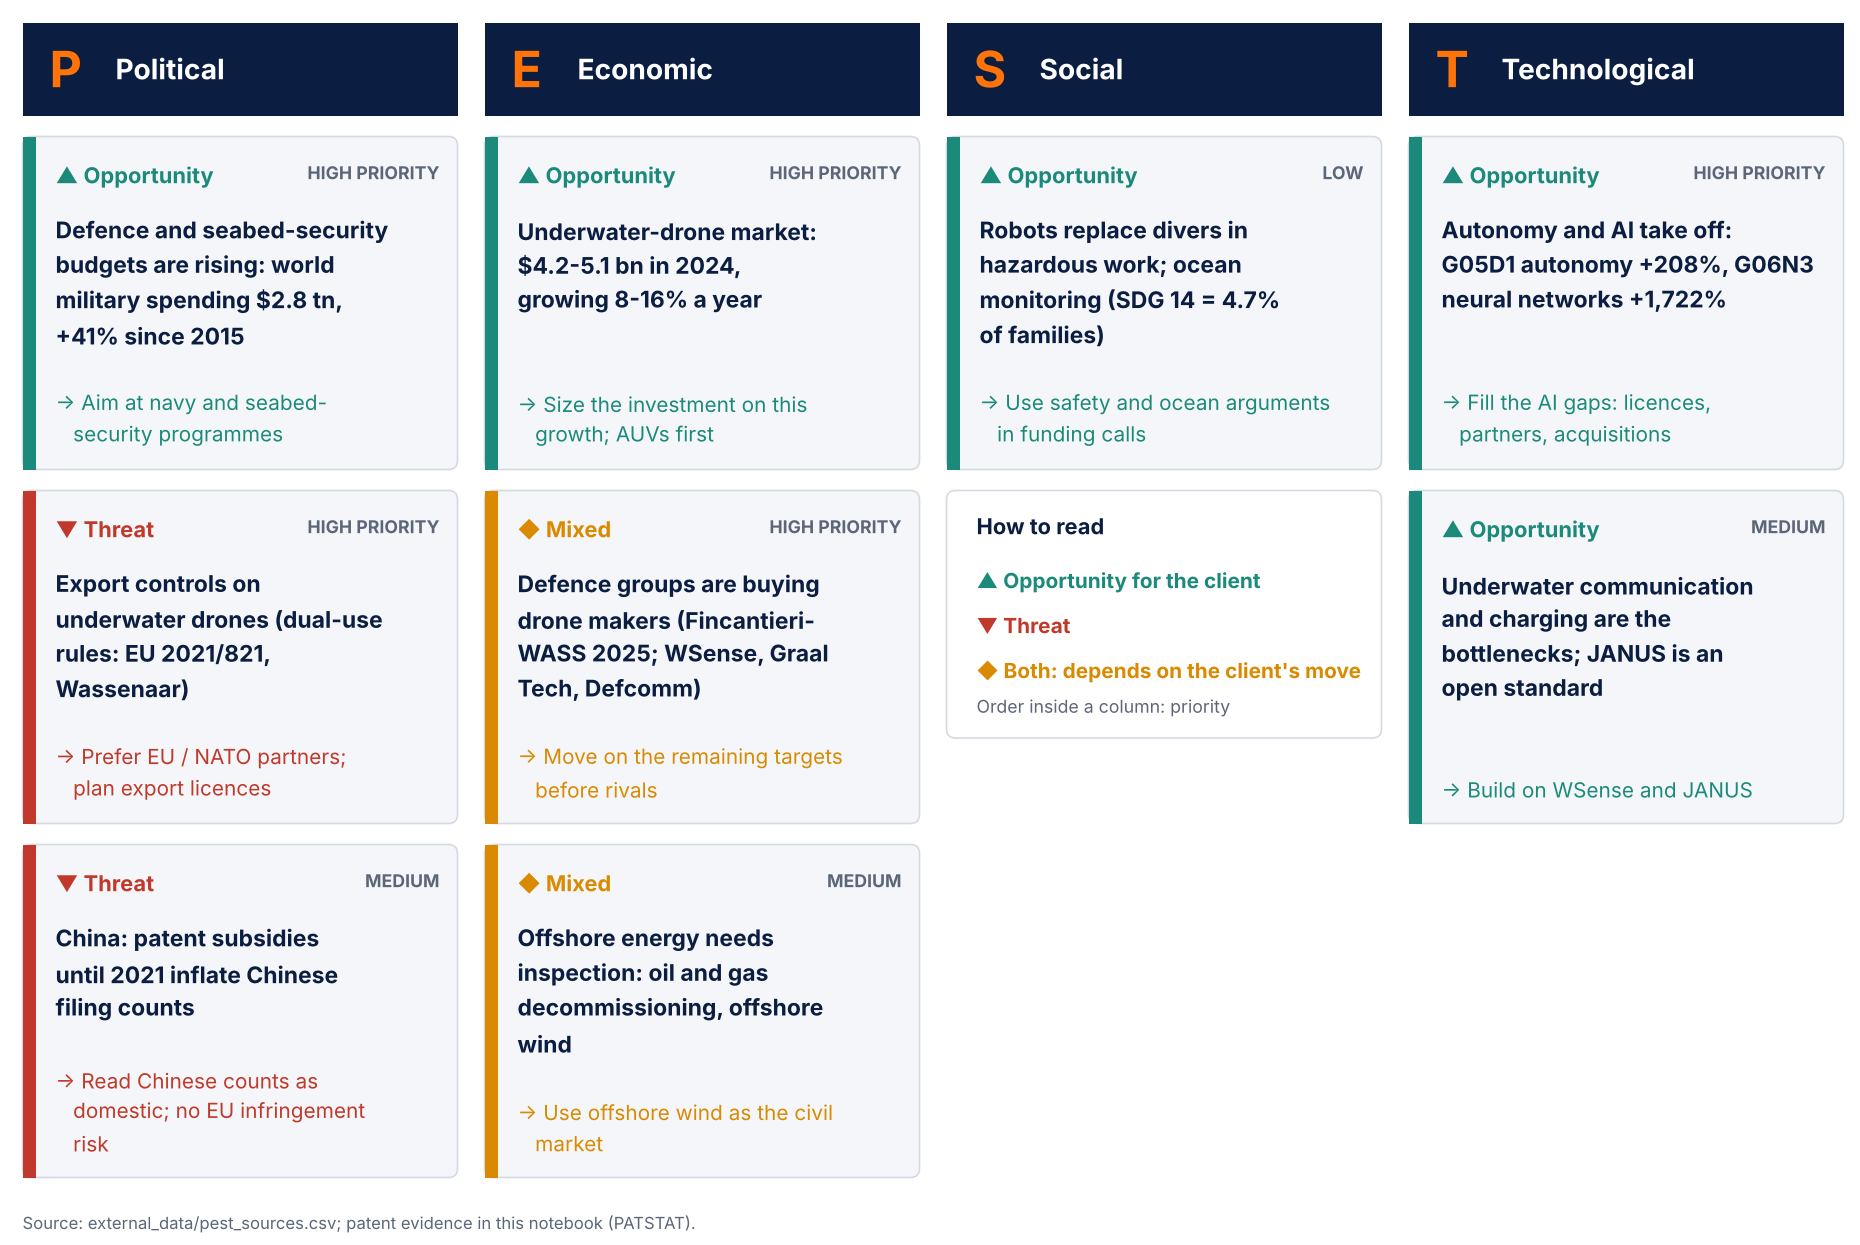 P Political
▲ Opportunity HIGH PRIORITY
Defence and seabed-security
budgets are rising: world
military spending $2.8 tn,
+41% since 2015
→ Aim at navy and seabed-
security programmes
▼ Threat HIGH PRIORITY
Export controls on
underwater drones (dual-use
rules: EU 2021/821,
Wassenaar)
→ Prefer EU / NATO partners;
plan export licences
▼ Threat MEDIUM
China: patent subsidies
until 2021 inflate Chinese
filing counts
→ Read Chinese counts as
domestic; no EU infringement
risk
E Economic
▲ Opportunity HIGH PRIORITY
Underwater-drone market:
$4.2-5.1 bn in 2024,
growing 8-16% a year
→ Size the investment on this
growth; AUVs first
◆ Mixed HIGH PRIORITY
Defence groups are buying
drone makers (Fincantieri-
WASS 2025; WSense, Graal
Tech, Defcomm)
→ Move on the remaining targets
before rivals
◆ Mixed MEDIUM
Offshore energy needs
inspection: oil and gas
decommissioning, offshore
wind
→ Use offshore wind as the civil
market
S Social
▲ Opportunity LOW
Robots replace divers in
hazardous work; ocean
monitoring (SDG 14 = 4.7%
of families)
→ Use safety and ocean arguments
in funding calls
How to read
▲ Opportunity for the client
▼ Threat
◆ Both: depends on the client's move
Order inside a column: priority
T Technological
▲ Opportunity HIGH PRIORITY
Autonomy and AI take off:
G05D1 autonomy +208%, G06N3
neural networks +1,722%
→ Fill the AI gaps: licences,
partners, acquisitions
▲ Opportunity MEDIUM
Underwater communication
and charging are the
bottlenecks; JANUS is an
open standard
→ Build on WSense and JANUS
Source: external_data/pest_sources.csv; patent evidence in this notebook (PATSTAT).